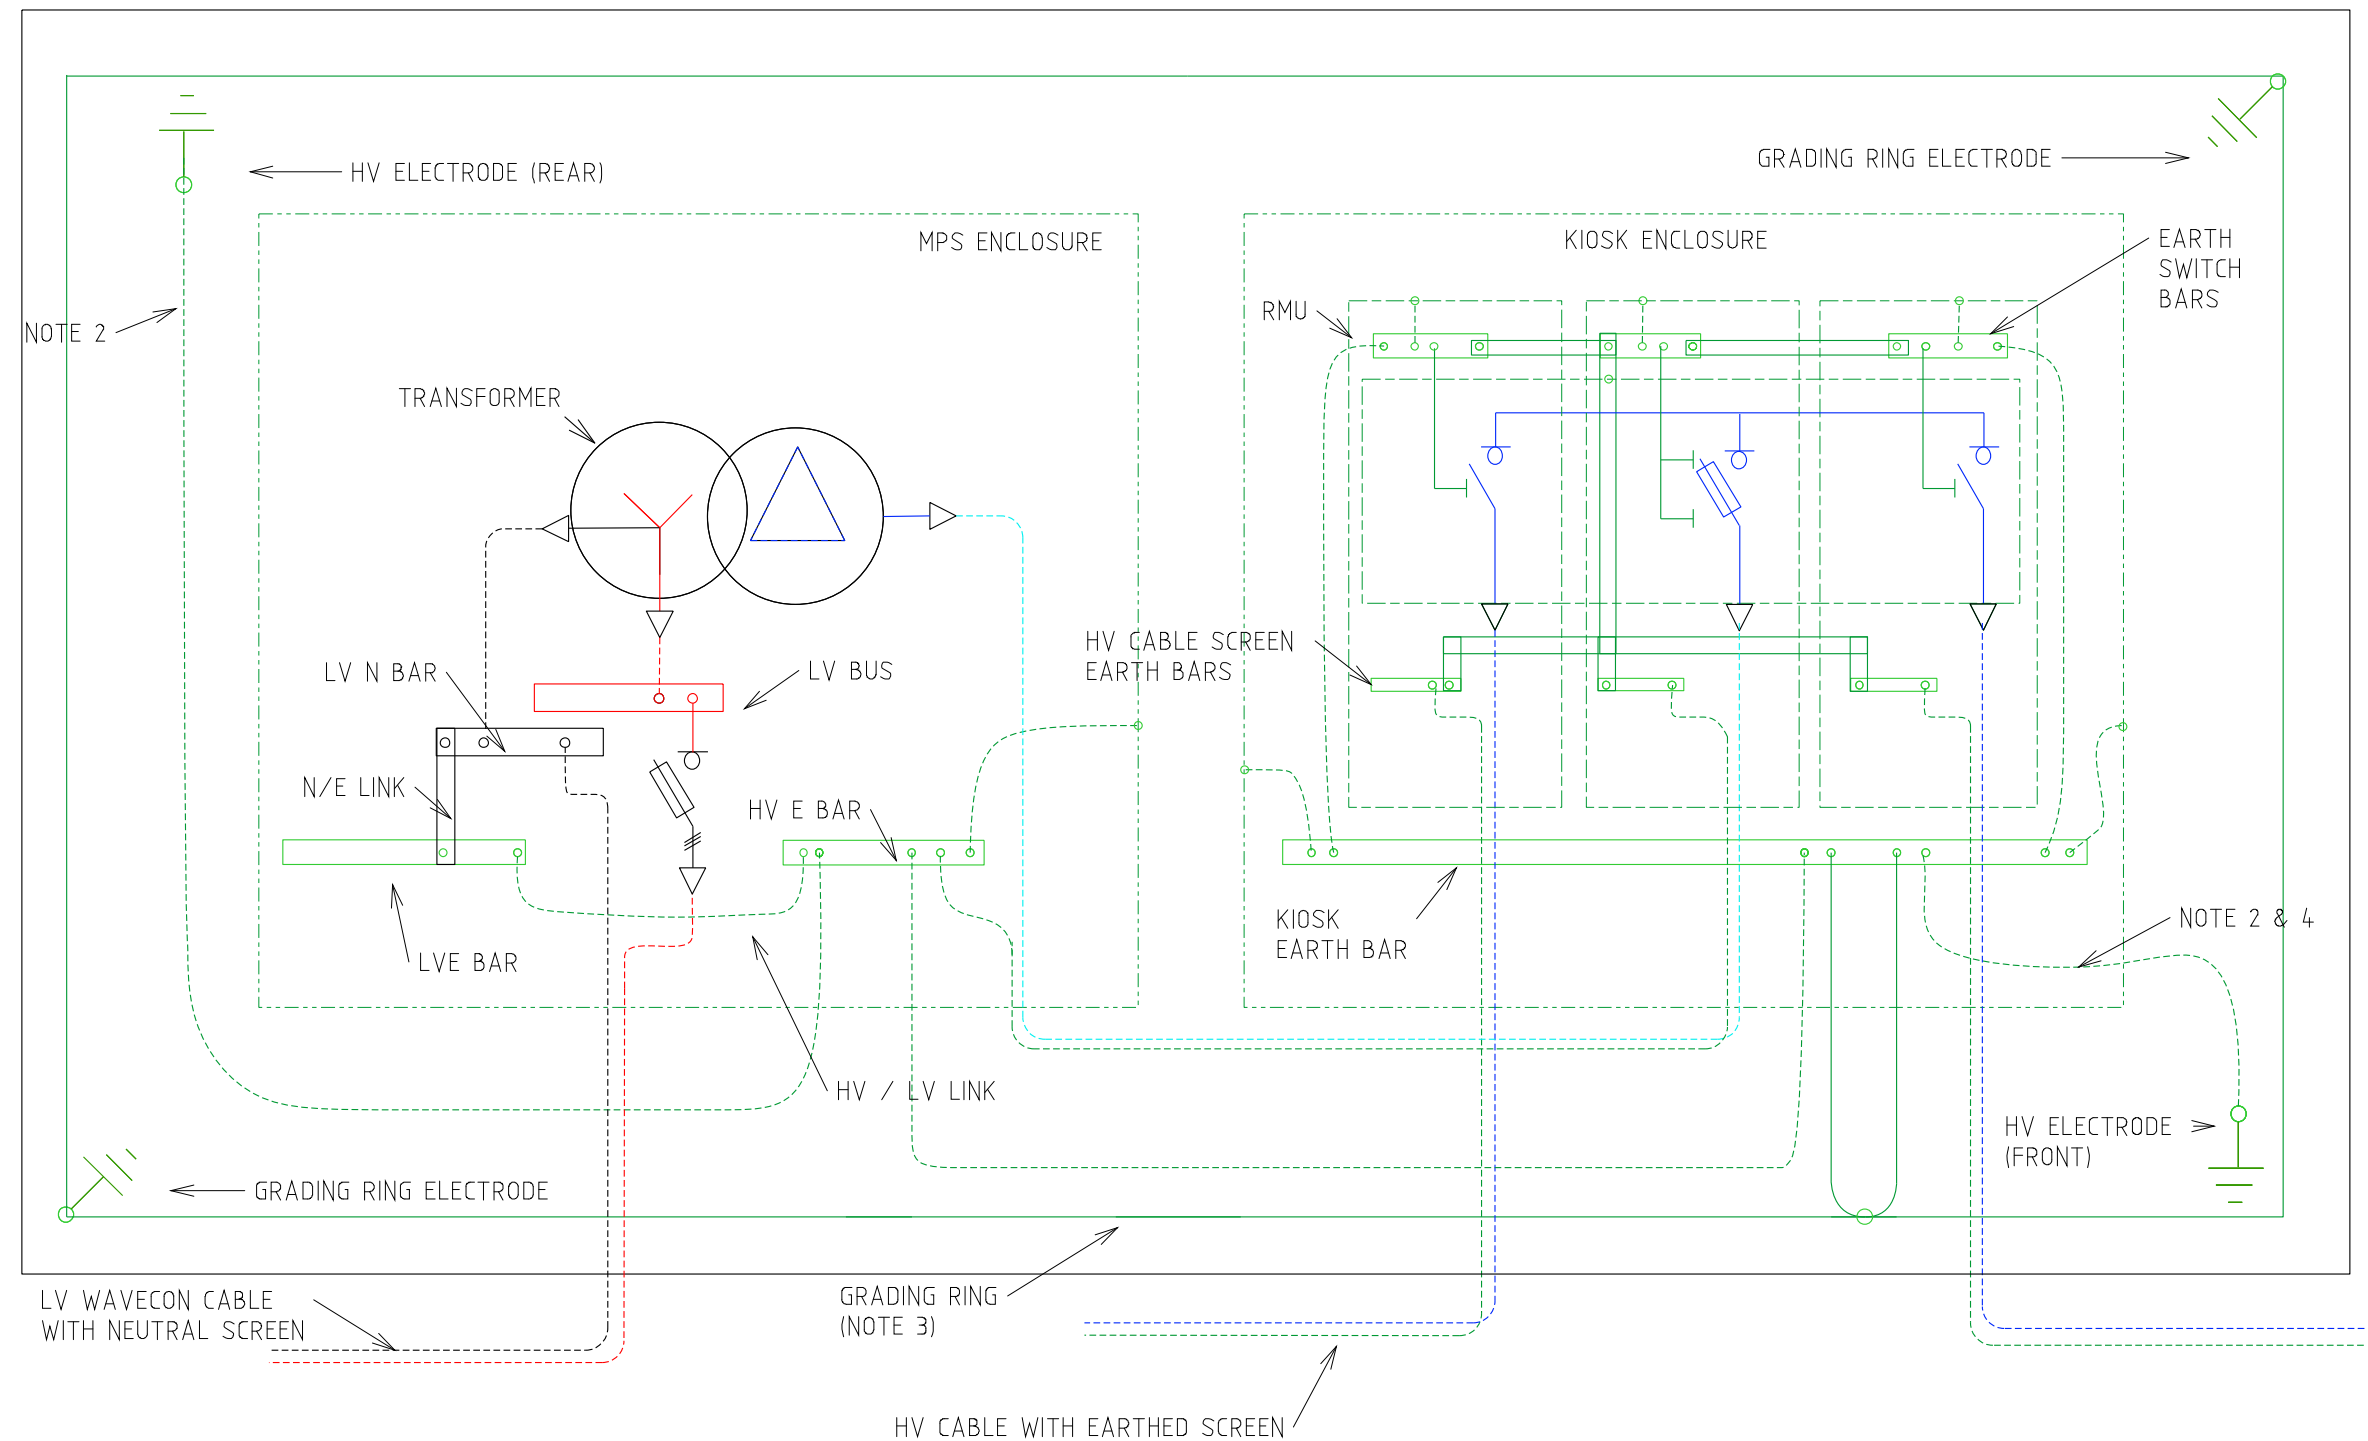 HV ELECTRODE (REAR)
GRADING RING ELECTRODE
MPS ENCLOSURE
KIOSK ENCLOSURE
EARTH
SWITCH
BARS
RMU
NOTE 2
TRANSFORMER
HV CABLE SCREEN
EARTH BARS
LV N BAR
LV BUS
N/E LINK
HV E BAR
KIOSK
EARTH BAR
NOTE 2 & 4
LVE BAR
HV / LV LINK
HV ELECTRODE
(FRONT)
GRADING RING ELECTRODE
LV WAVECON CABLE
WITH NEUTRAL SCREEN
GRADING RING
(NOTE 3)
HV CABLE WITH EARTHED SCREEN